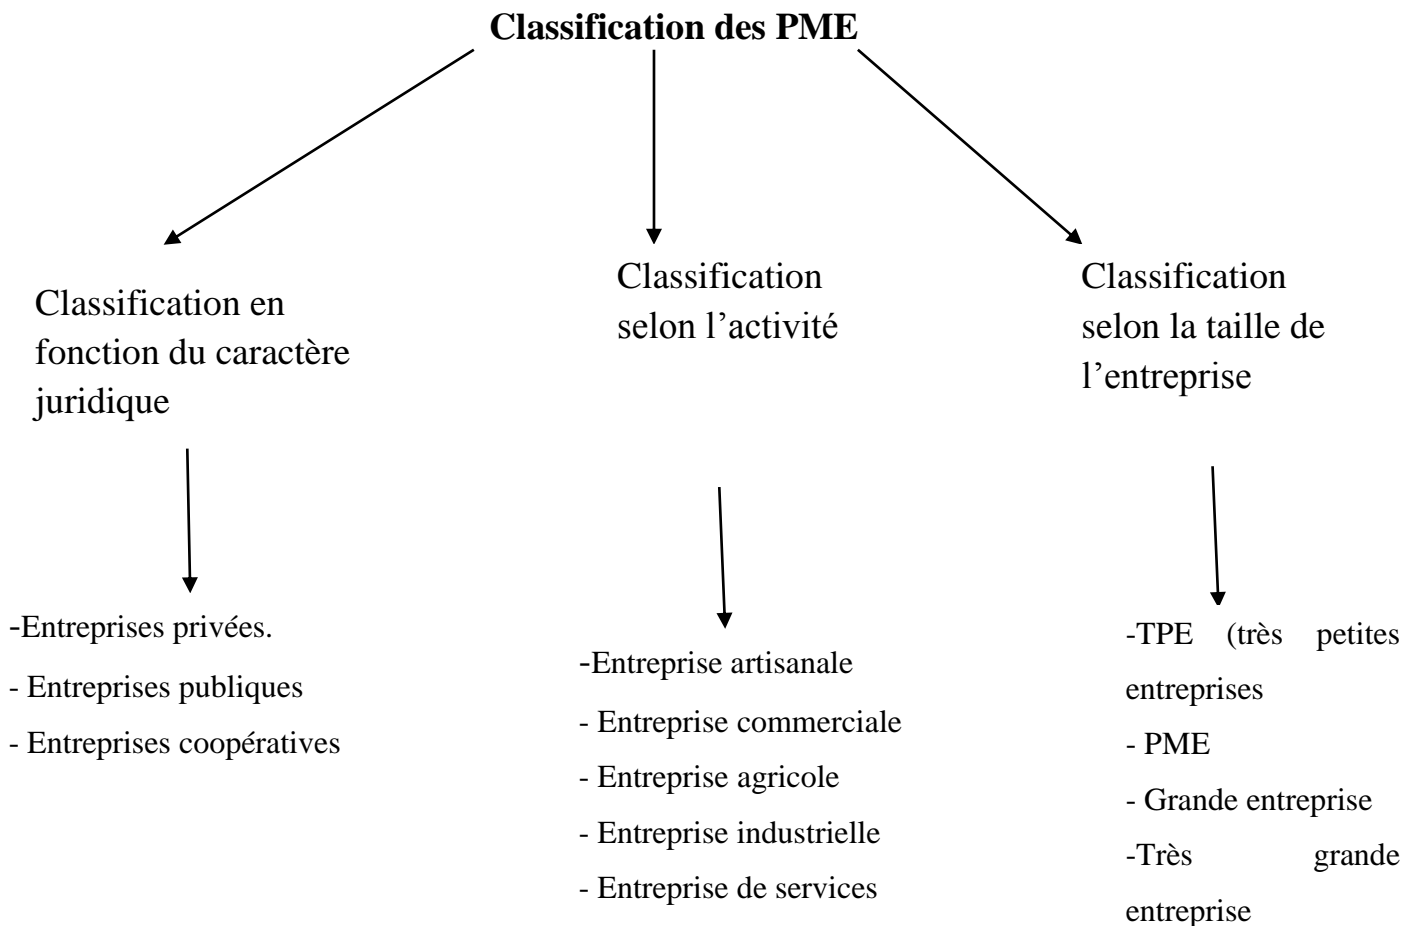 Classification des PME
Classification en
fonction du caractère
juridique
-Entreprises privées.
- Entreprises publiques
- Entreprises coopératives
Classification
selon l’activité
-Entreprise artisanale
- Entreprise commerciale
- Entreprise agricole
- Entreprise industrielle
- Entreprise de services
Classification
selon la taille de
l’entreprise
-TPE (très petites
entreprises
- PME
- Grande entreprise
-Très grande
entreprise